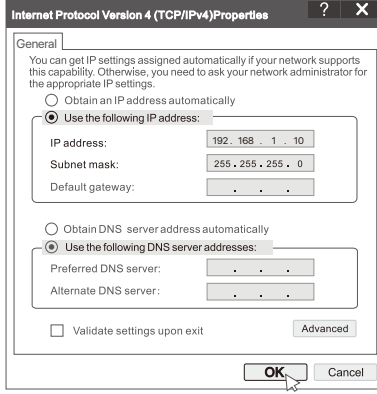 Internet Protocol Version 4 (TCP/IPv4)Properties ? X
General
You can get IP settings assigned automatically if your network supports
this capability. Otherwise, you need to ask your network administrator for
the appropriate IP settings.
Obtain an IP address automatically
Use the following IP address:
IP address: 192. 168 . 1 . 10
Subnet mask: 255. 255. 255. 0
Default gateway: . . .
Obtain DNS server address automatically
Use the following DNS server addresses:
Preferred DNS server: . . .
Alternate DNS server: . . .
Validate settings upon exit Advanced
OK Cancel